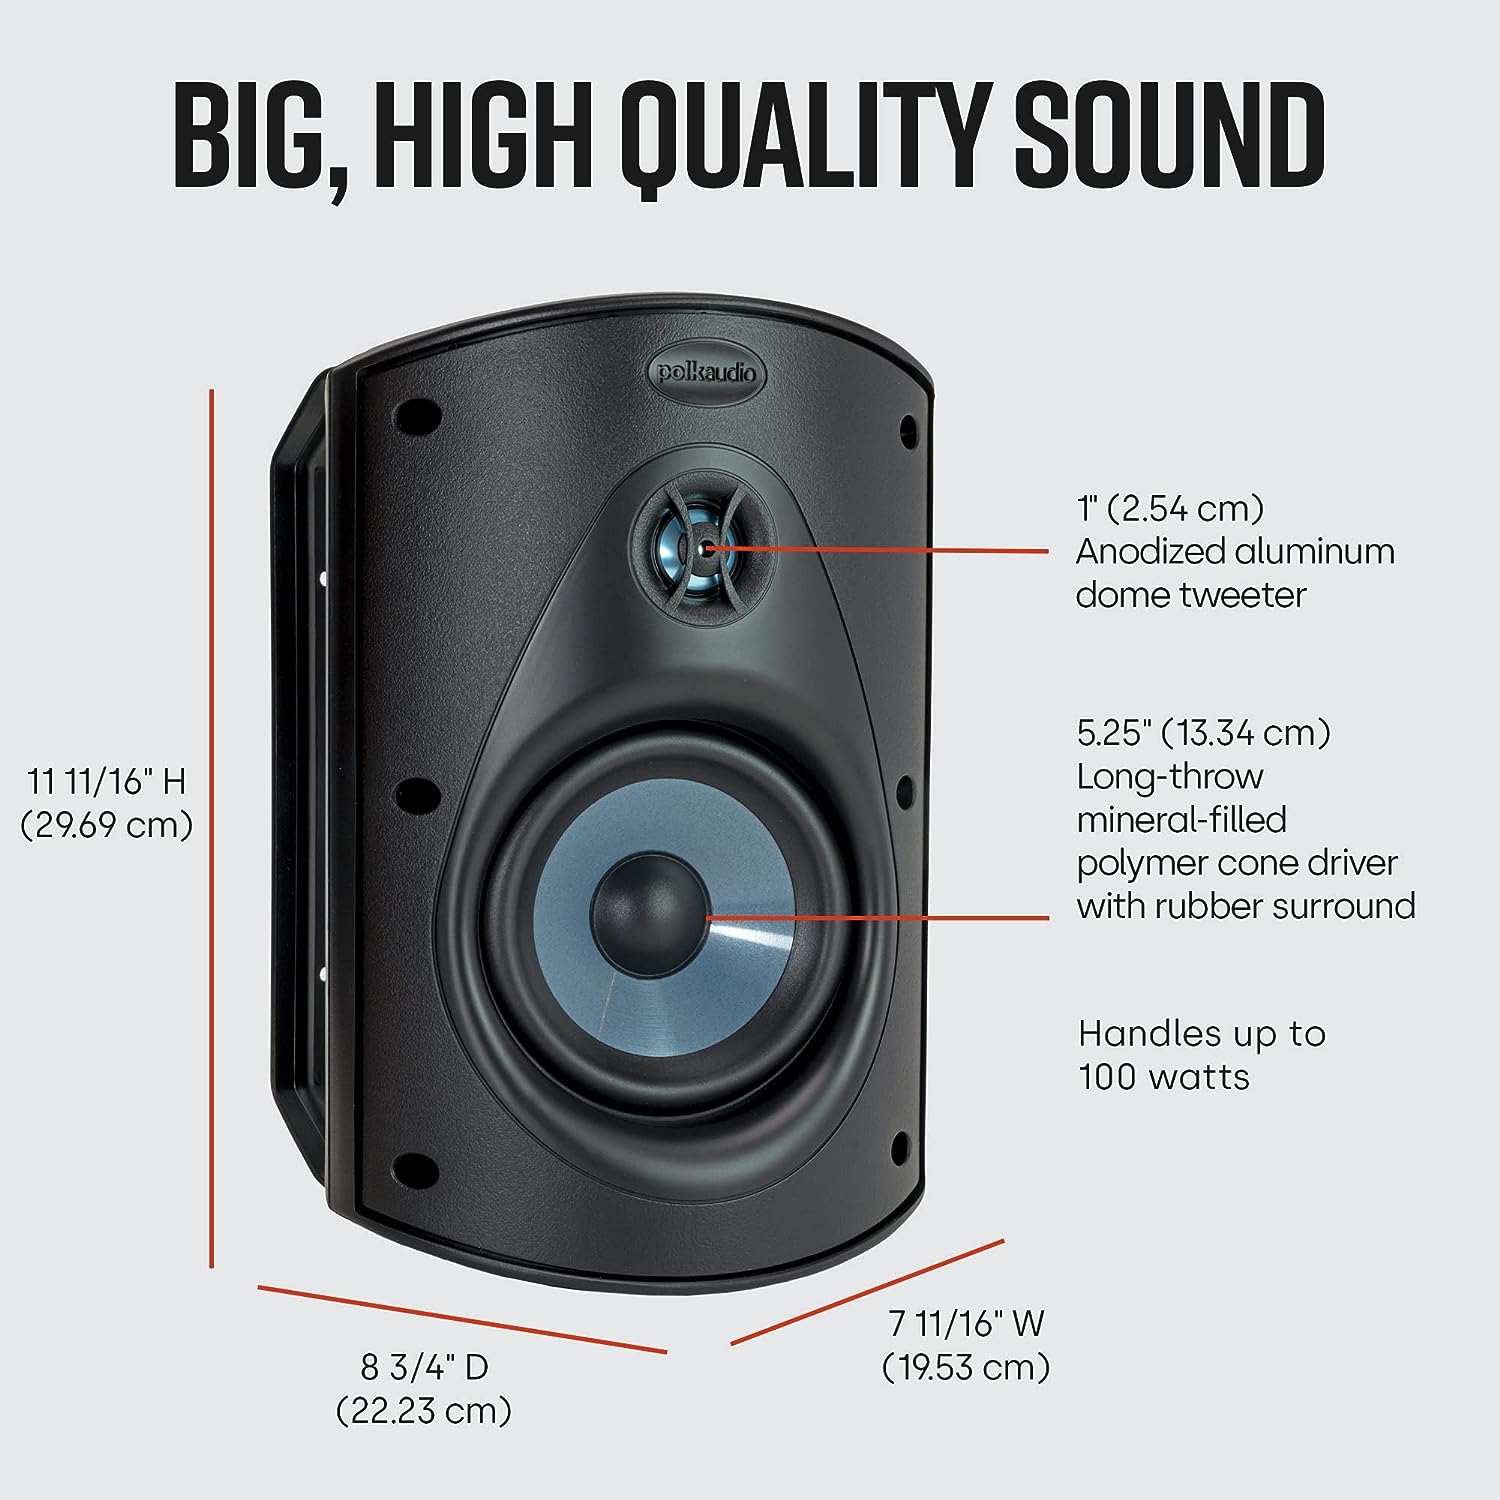 BIG, HIGH QUALITY SOUND
polkaudio
1" (2.54 cm)
Anodized aluminum
dome tweeter
5.25" (13.34 cm)
Long-throw
mineral-filled
polymer cone driver
with rubber surround
11 11/16" H
(29.69 cm)
Handles up to
100 watts
7 11/16" W
(19.53 cm)
8 3/4" D
(22.23 cm)